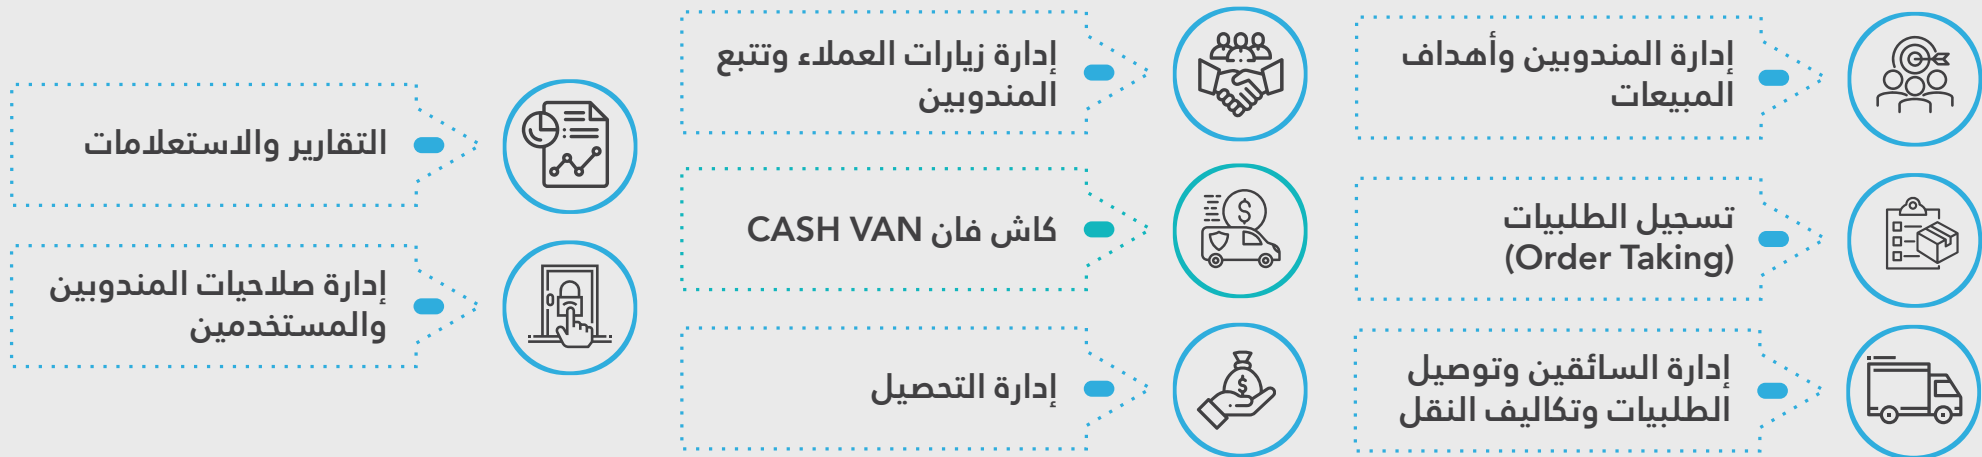 إدارة المندوبين وأهداف
المبيعات
تسجيل الطلبيات
(Order Taking)
إدارة السائقين وتوصيل
الطلبيات وتكاليف النقل
إدارة زيارات العملاء وتتبع
المندوبين
كاش فان CASH VAN
إدارة التحصيل
التقارير والاستعلامات
إدارة صلاحيات المندوبين
والمستخدمين